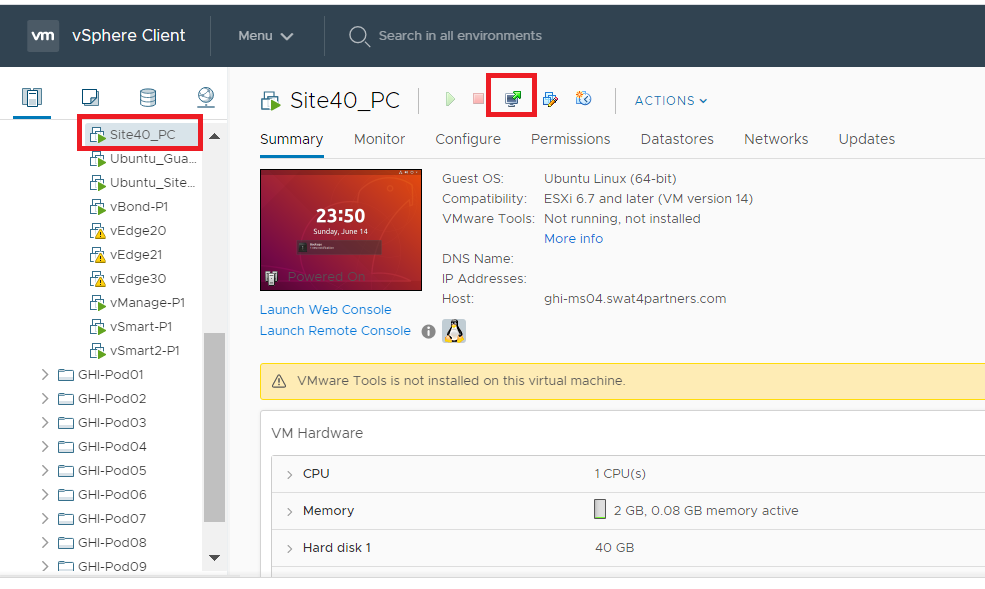 vm vSphere Client Menu Search in all environments
Site40_PC ACTIONS
Summary Monitor Configure Permissions Datastores Networks Updates
Site40_PC
Ubuntu_Gua...
Ubuntu_Site...
vBond-P1
vEdge20
vEdge21
vEdge30
vManage-P1
vSmart-P1
vSmart2-P1
GHI-Pod01
GHI-Pod02
GHI-Pod03
GHI-Pod04
GHI-Pod05
GHI-Pod06
GHI-Pod07
GHI-Pod08
GHI-Pod09
23:50
Sunday, June 14
Powered On
Launch Web Console
Launch Remote Console
Guest OS: Ubuntu Linux (64-bit)
Compatibility: ESXi 6.7 and later (VM version 14)
VMware Tools: Not running, not installed
More info
DNS Name:
IP Addresses:
Host: ghi-ms04.swat4partners.com
VMware Tools is not installed on this virtual machine.
VM Hardware
CPU 1 CPU(s)
Memory 2 GB, 0.08 GB memory active
Hard disk 1 40 GB